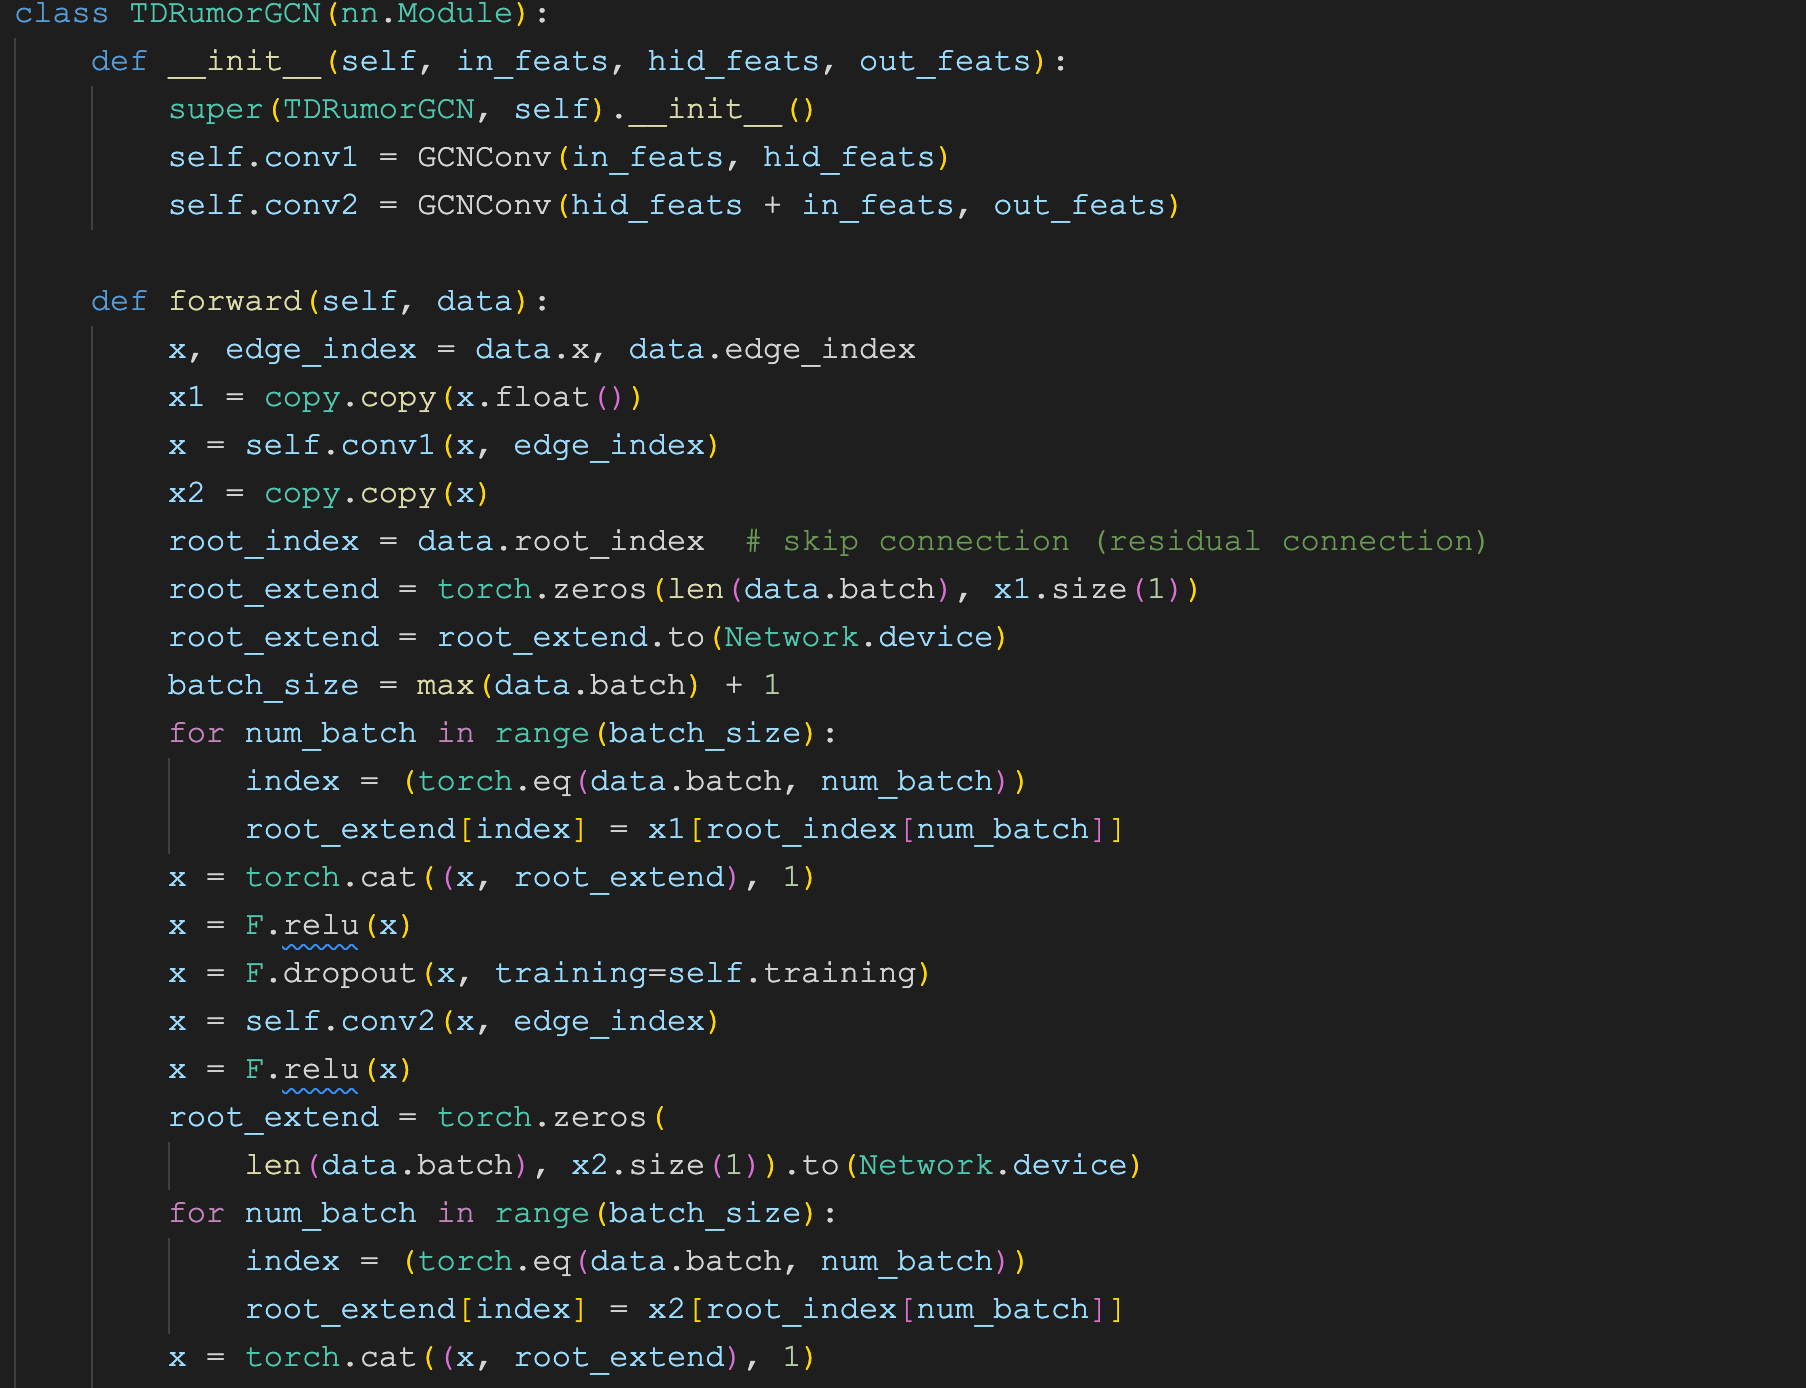 class TDRumorGCN(nn.Module):
    def __init__(self, in_feats, hid_feats, out_feats):
        super(TDRumorGCN, self).__init__()
        self.conv1 = GCNConv(in_feats, hid_feats)
        self.conv2 = GCNConv(hid_feats + in_feats, out_feats)

    def forward(self, data):
        x, edge_index = data.x, data.edge_index
        x1 = copy.copy(x.float())
        x = self.conv1(x, edge_index)
        x2 = copy.copy(x)
        root_index = data.root_index  # skip connection (residual connection)
        root_extend = torch.zeros(len(data.batch), x1.size(1))
        root_extend = root_extend.to(Network.device)
        batch_size = max(data.batch) + 1
        for num_batch in range(batch_size):
            index = (torch.eq(data.batch, num_batch))
            root_extend[index] = x1[root_index[num_batch]]
        x = torch.cat((x, root_extend), 1)
        x = F.relu(x)
        x = F.dropout(x, training=self.training)
        x = self.conv2(x, edge_index)
        x = F.relu(x)
        root_extend = torch.zeros(
            len(data.batch), x2.size(1)).to(Network.device)
        for num_batch in range(batch_size):
            index = (torch.eq(data.batch, num_batch))
            root_extend[index] = x2[root_index[num_batch]]
        x = torch.cat((x, root_extend), 1)